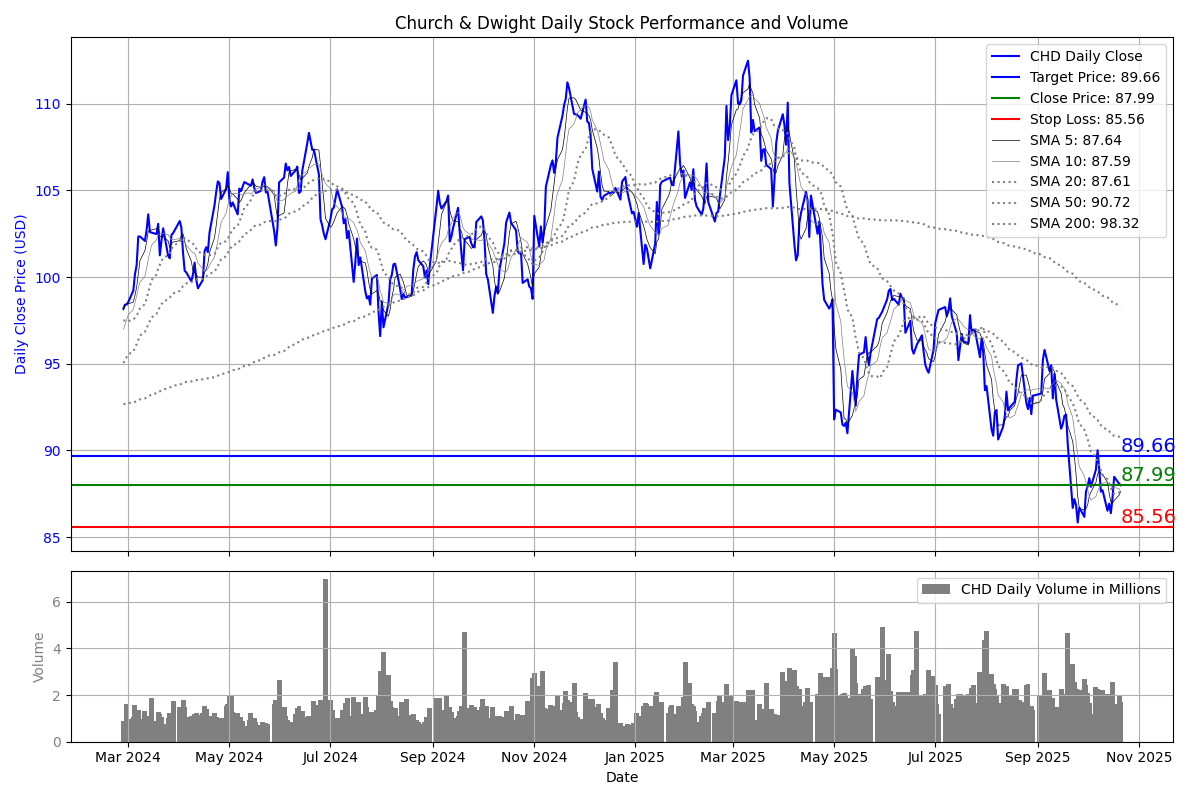 Church & Dwight Daily Stock Performance and Volume
Daily Close Price (USD)
110
105
100
95
90
85
CHD Daily Close
Target Price: 89.66
Close Price: 87.99
Stop Loss: 85.56
SMA 5: 87.64
SMA 10: 87.59
SMA 20: 87.61
SMA 50: 90.72
SMA 200: 98.32
89.66
87.99
85.56
Volume
6
4
2
0
CHD Daily Volume in Millions
Mar 2024
May 2024
Jul 2024
Sep 2024
Nov 2024
Jan 2025
Mar 2025
May 2025
Jul 2025
Sep 2025
Nov 2025
Date